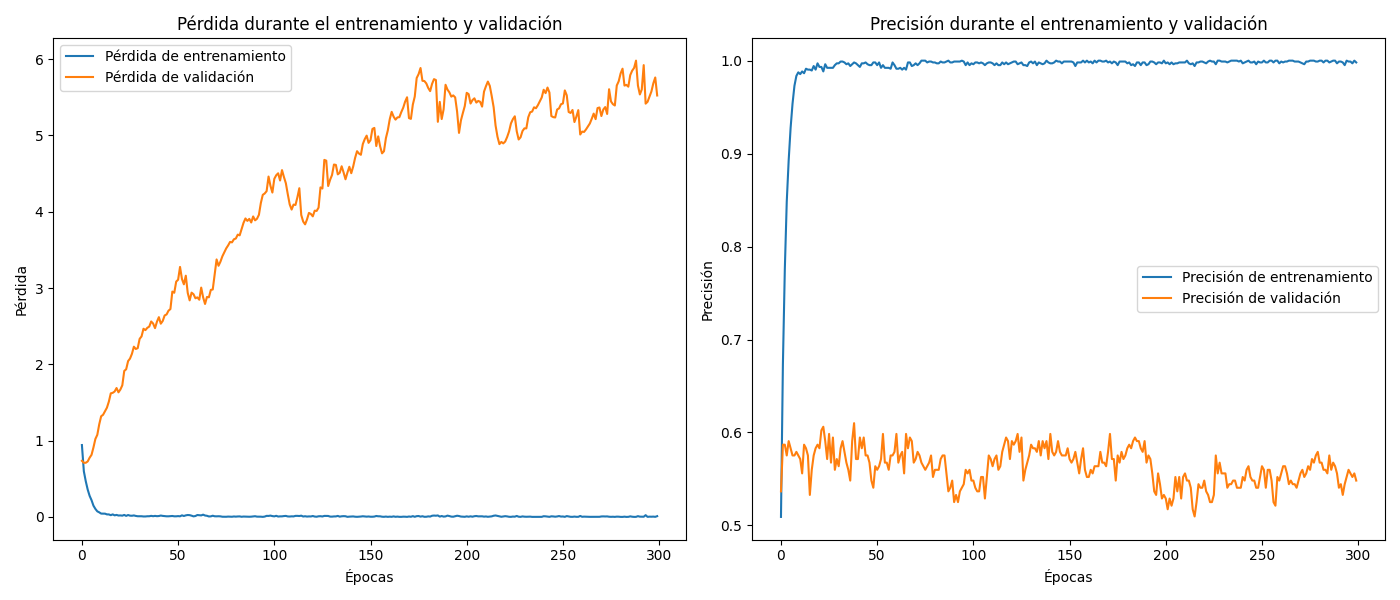 Pérdida durante el entrenamiento y validación
Pérdida de entrenamiento
Pérdida de validación
6
5
4
3
2
1
0
Pérdida
0 50 100 150 200 250 300
Épocas
Precisión durante el entrenamiento y validación
1.0
0.9
0.8
0.7
0.6
0.5
Precisión
Precisión de entrenamiento
Precisión de validación
0 50 100 150 200 250 300
Épocas